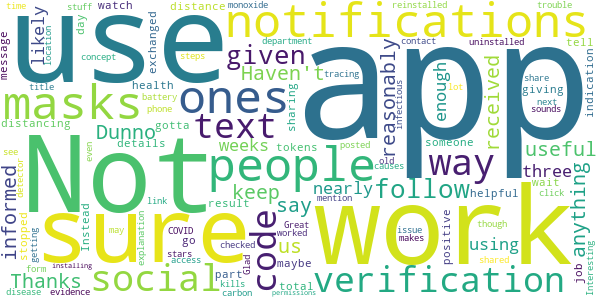 time
day
stuff
watch
distance
monoxide
reinstalled
trouble
location
likely
message
use
exchanged
notifications
department
uninstalled
tell
steps
concept
contact
share
indication
title
health
given
Haven't
sharing
enough
reasonably
infectious
tracing
received
giving
next
sounds
masks
battery
phone
ones
app
distancing
Dunno
text
lot
someone
useful
gotta
weeks
tokens
posted
details
causes
old
way
three
see
even
informed
detector
Not
people
keep
nearly
follow
helpful
wait
click
anything
link
result
mention
stopped
Instead
explanation
may
COVID
go
say
Great
worked
issue
makes
though
getting
sure
code
us
work
positive
using
stars
checked
Glad
maybe
shared
Interesting
job
Thanks
social
part
access
form
kills
total
verification
disease
installing
evidence
carbon
permissions